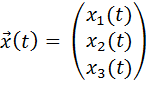 x⃗(t) = (x₁(t)
x₂(t)
x₃(t))